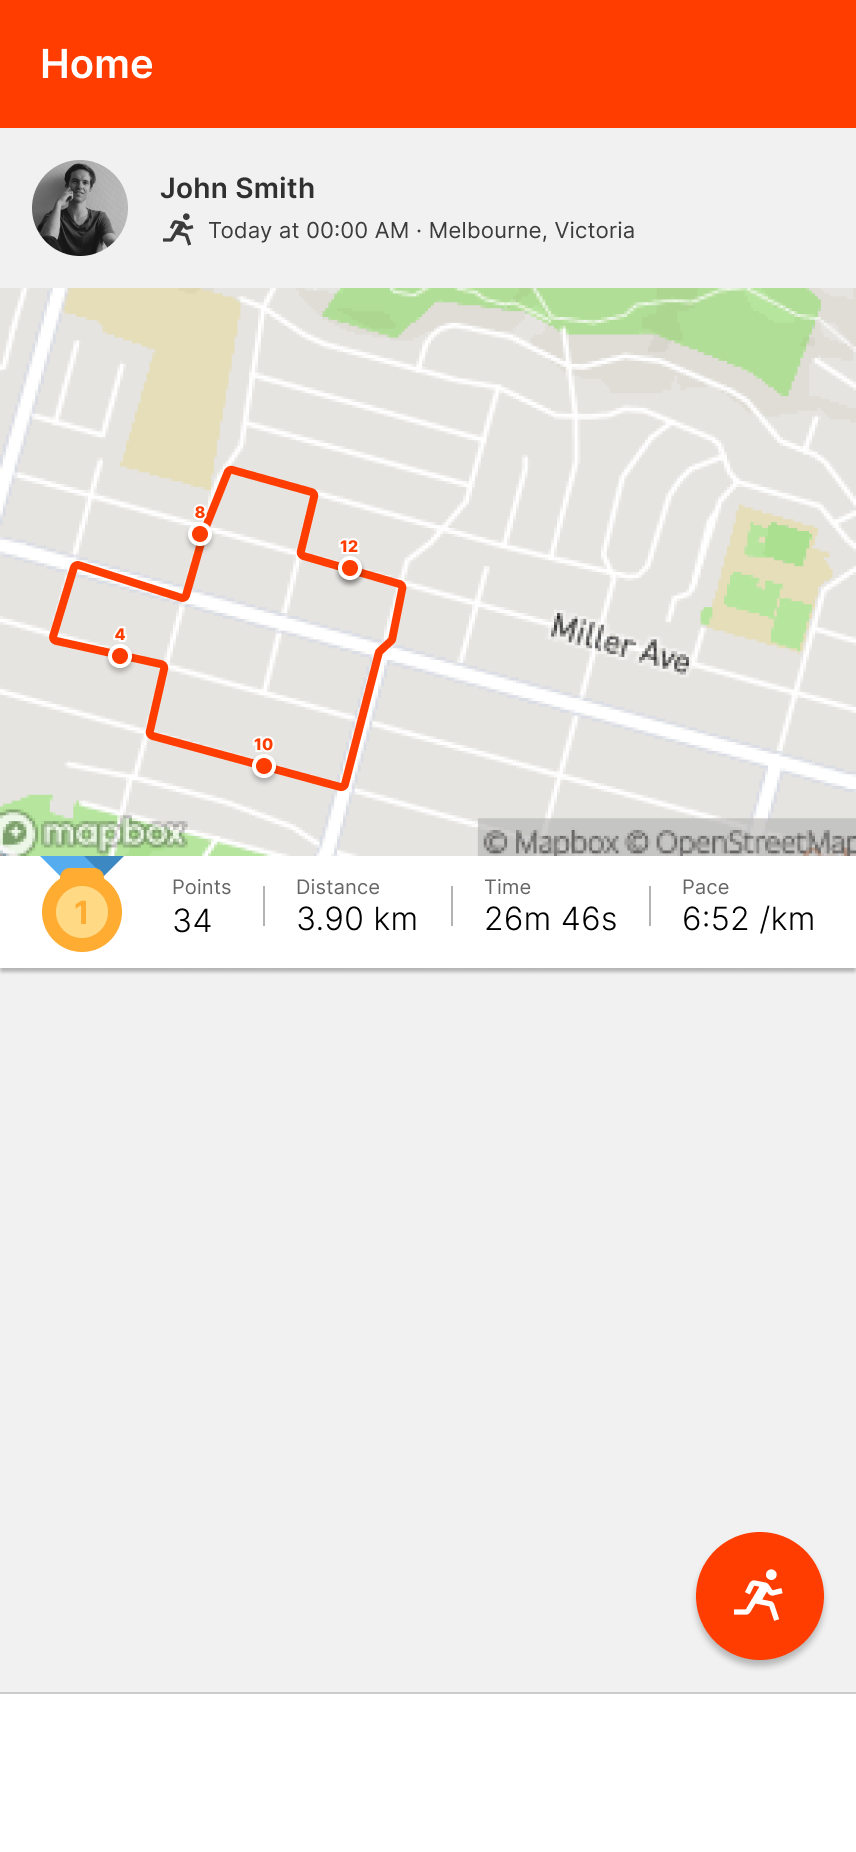 Home
John Smith
Today at 00:00 AM · Melbourne, Victoria
8
12
4
Miller Ave
10
mapbox
© Mapbox © OpenStreetMap
1
Points
34
Distance
3.90 km
Time
26m 46s
Pace
6:52 /km